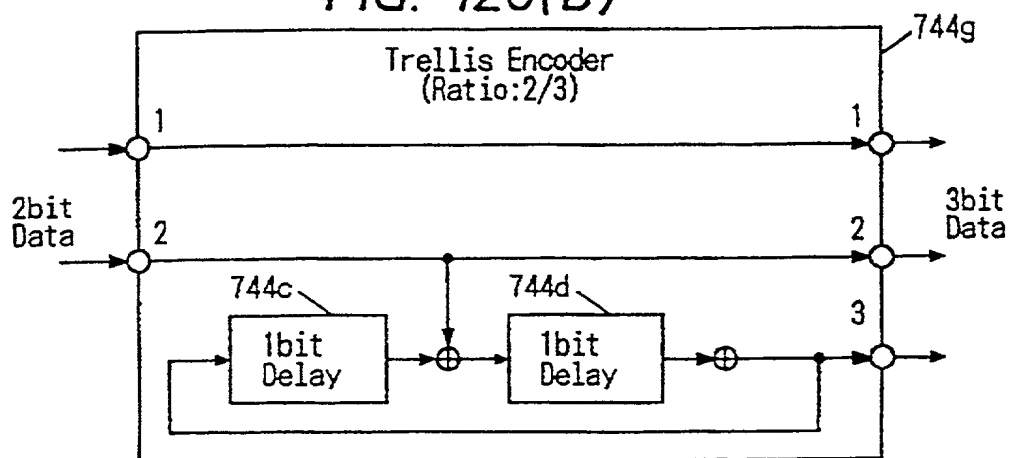 FIG. 128(B)
744g
Trellis Encoder
(Ratio:2/3)
1
1
2bit
Data
3bit
Data
2
2
744c
744d
3
1bit
Delay
1bit
Delay